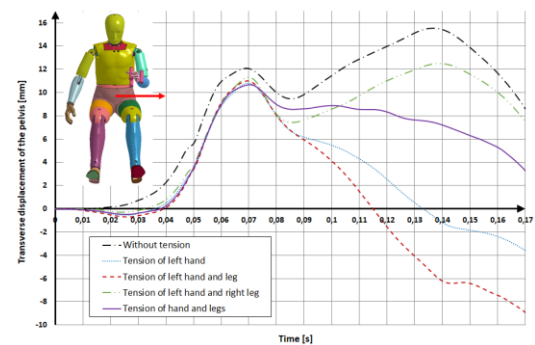 Transverse displacement of the pelvis [mm]
16
14
12
10
8
6
4
2
0
-2
-4
-6
-8
-10
0 0,01 0,02 0,03 0,04 0,05 0,06 0,07 0,08 0,09 0,1 0,11 0,12 0,13 0,14 0,15 0,16 0,17
Without tension
Tension of left hand
Tension of left hand and leg
Tension of left hand and right leg
Tension of hand and legs
Time [s]